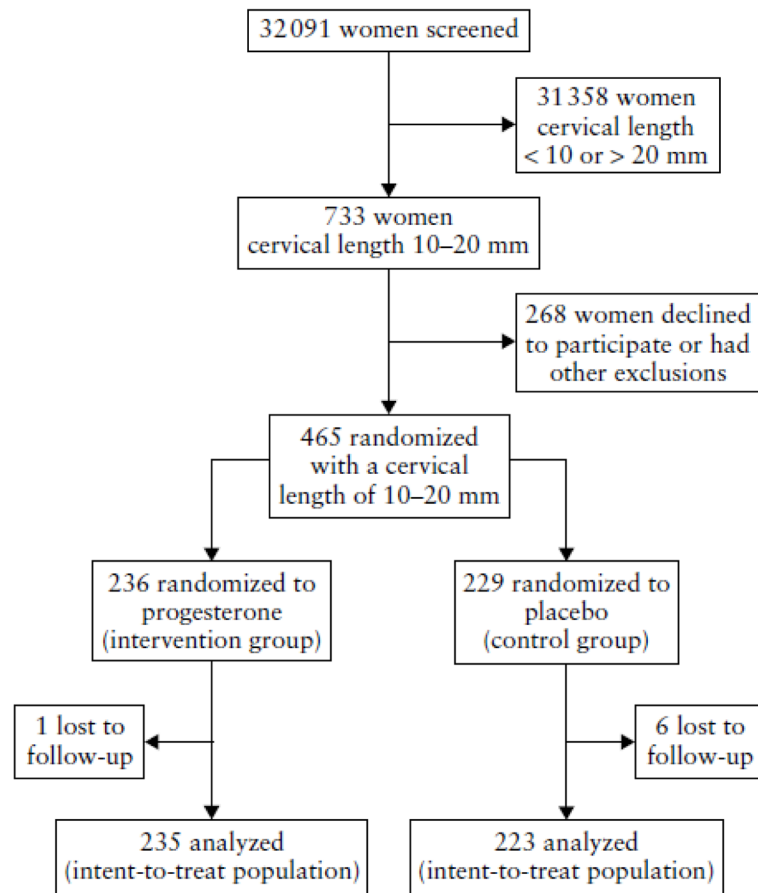 32 091 women screened
31 358 women
cervical length
< 10 or > 20 mm
733 women
cervical length 10–20 mm
268 women declined
to participate or had
other exclusions
465 randomized
with a cervical
length of 10–20 mm
236 randomized to
progesterone
(intervention group)
229 randomized to
placebo
(control group)
1 lost to
follow-up
6 lost to
follow-up
235 analyzed
(intent-to-treat population)
223 analyzed
(intent-to-treat population)